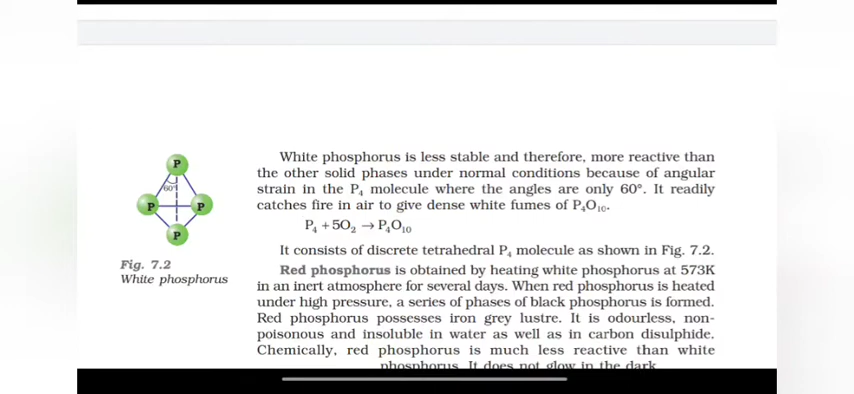 P
60°
P
P
P
Fig. 7.2
White phosphorus
White phosphorus is less stable and therefore, more reactive than
the other solid phases under normal conditions because of angular
strain in the P₄ molecule where the angles are only 60°. It readily
catches fire in air to give dense white fumes of P₄O₁₀.
P₄ + 5O₂ → P₄O₁₀
It consists of discrete tetrahedral P₄ molecule as shown in Fig. 7.2.
Red phosphorus is obtained by heating white phosphorus at 573K
in an inert atmosphere for several days. When red phosphorus is heated
under high pressure, a series of phases of black phosphorus is formed.
Red phosphorus possesses iron grey lustre. It is odourless, non-
poisonous and insoluble in water as well as in carbon disulphide.
Chemically, red phosphorus is much less reactive than white
phosphorus. It does not glow in the dark